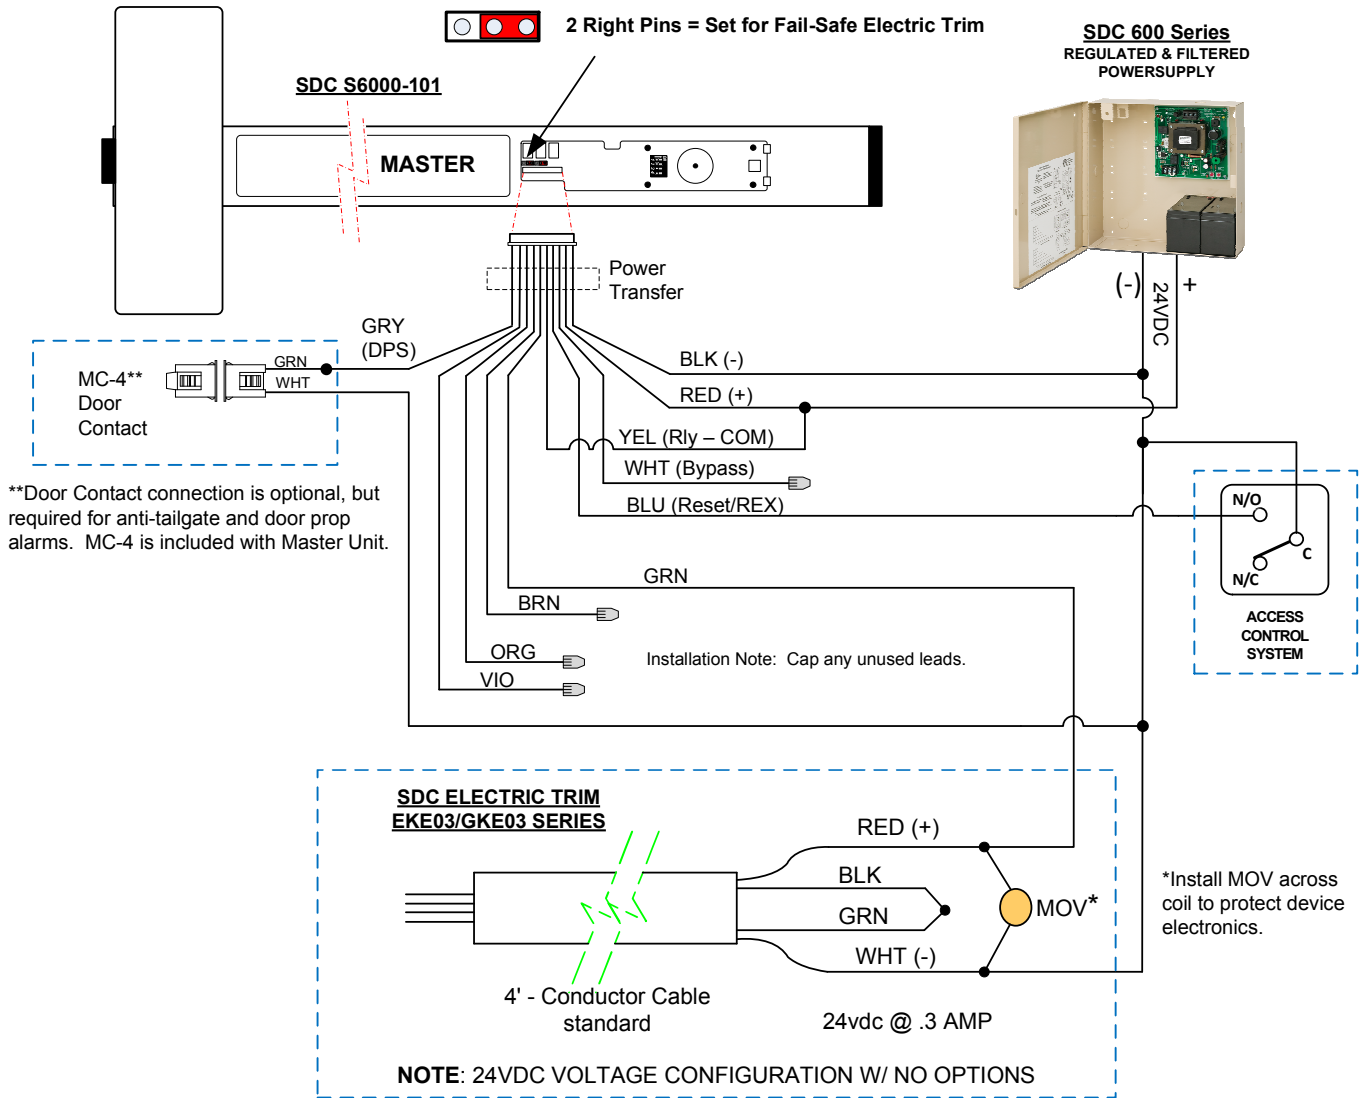 2 Right Pins = Set for Fail-Safe Electric Trim
SDC 600 Series
REGULATED & FILTERED
POWERSUPPLY
SDC S6000-101
MASTER
Power
Transfer
(-)
24VDC
+
GRY
(DPS)
GRN
WHT
MC-4**
Door
Contact
BLK (-)
RED (+)
YEL (Rly – COM)
WHT (Bypass)
BLU (Reset/REX)
**Door Contact connection is optional, but
required for anti-tailgate and door prop
alarms.  MC-4 is included with Master Unit.
N/O
C
N/C
ACCESS
CONTROL
SYSTEM
GRN
BRN
ORG
VIO
Installation Note:  Cap any unused leads.
SDC ELECTRIC TRIM
EKE03/GKE03 SERIES
RED (+)
BLK
GRN
WHT (-)
MOV*
*Install MOV across
coil to protect device
electronics.
4' - Conductor Cable
standard
24vdc @ .3 AMP
NOTE: 24VDC VOLTAGE CONFIGURATION W/ NO OPTIONS